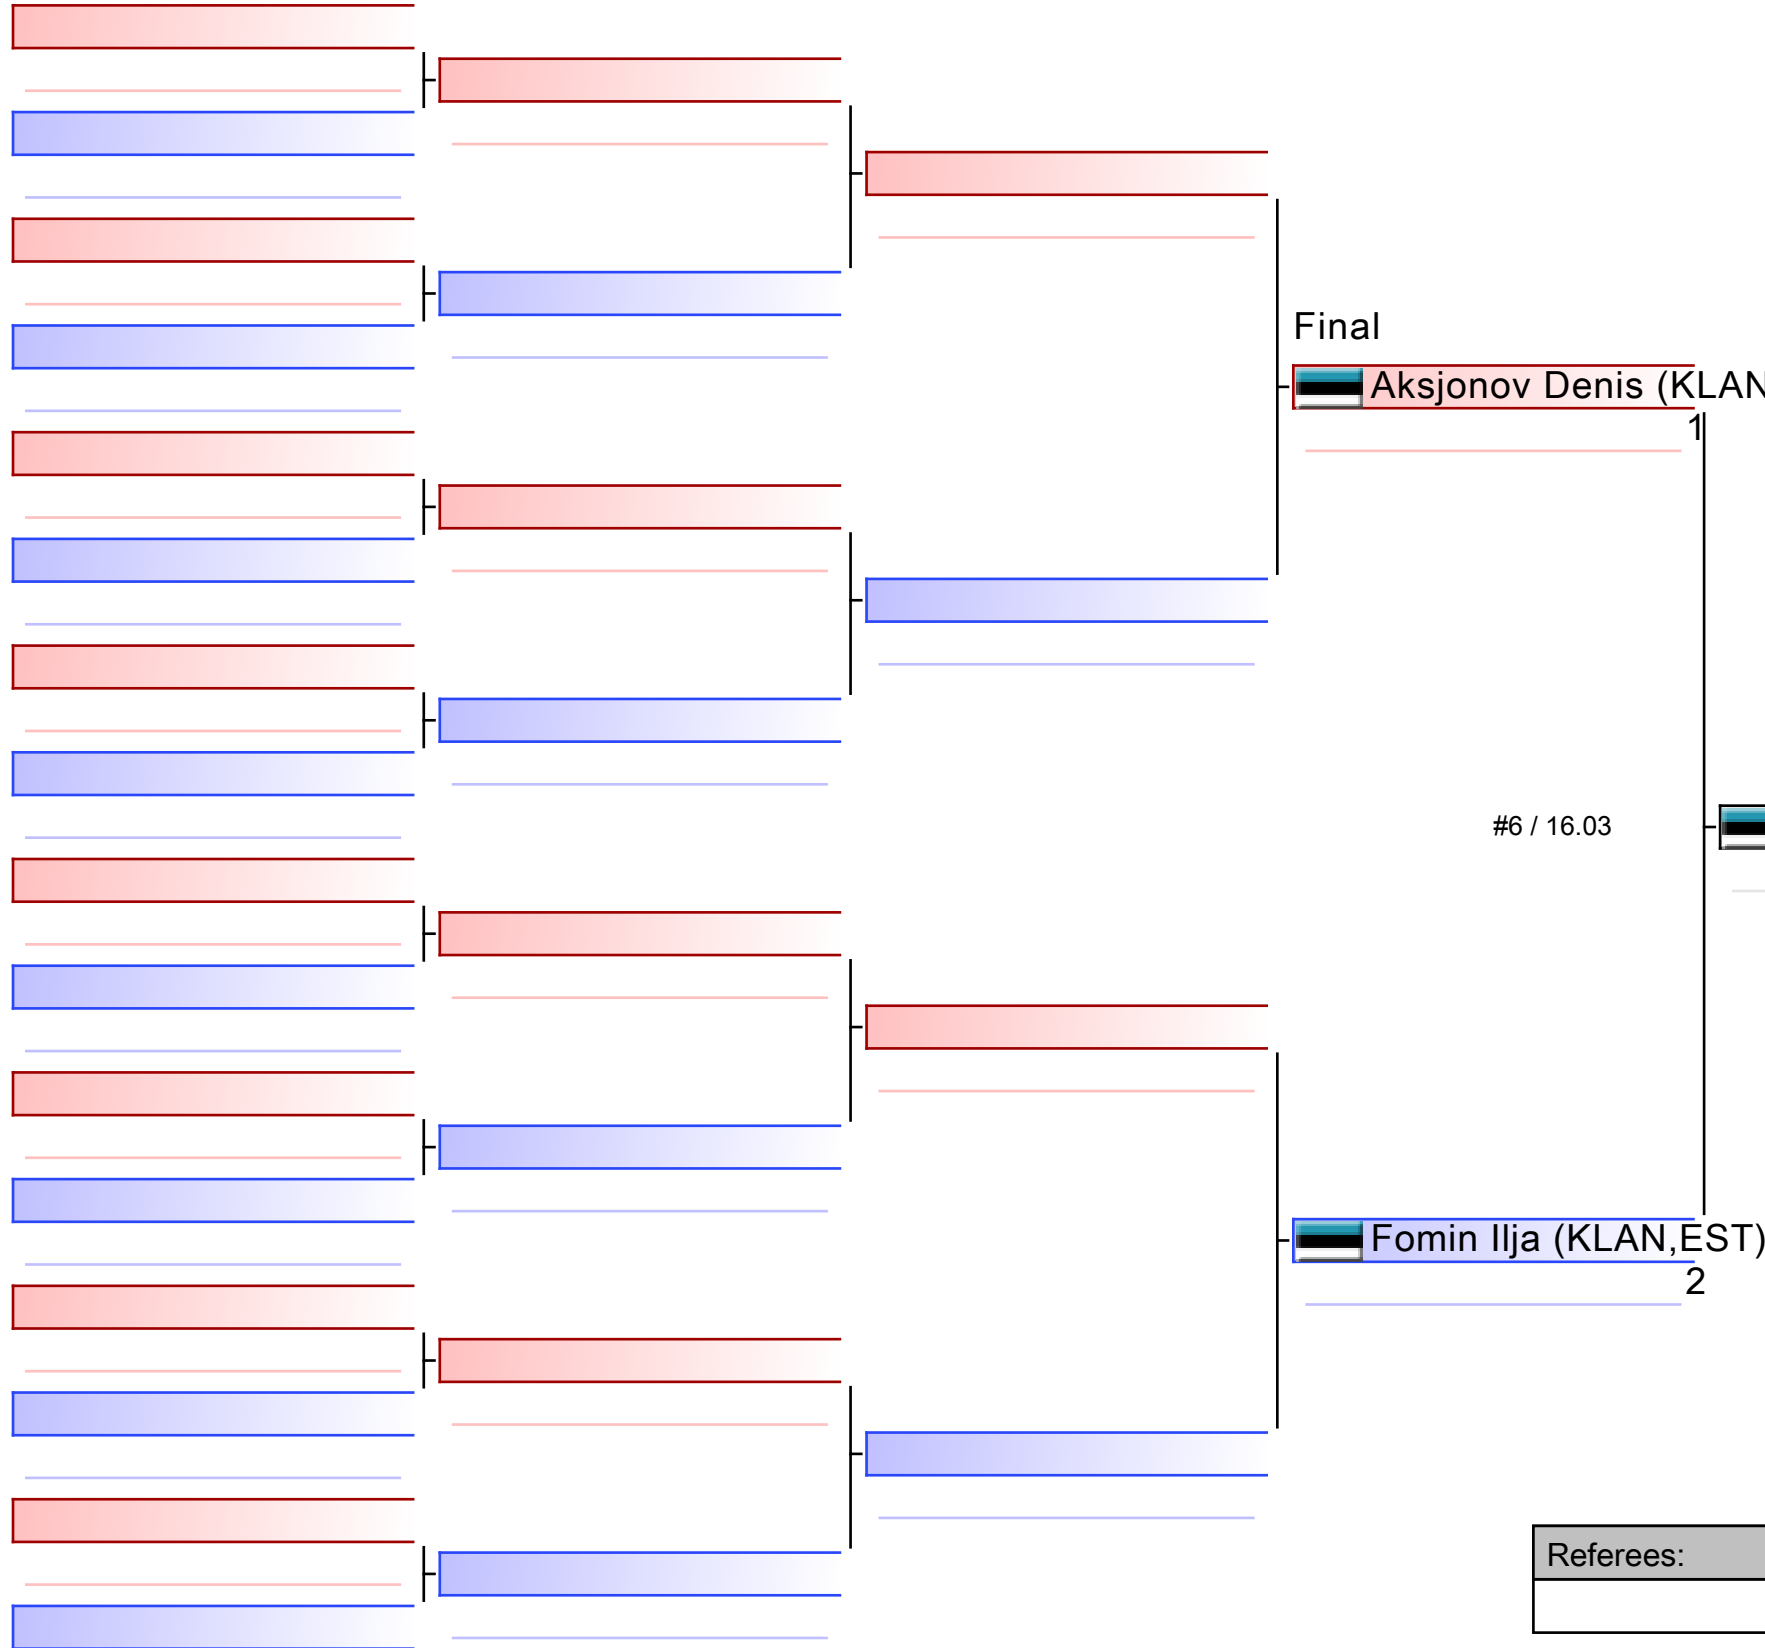 Final
Aksjonov Denis (KLAN
1
#6 / 16.03
Fomin Ilja (KLAN,EST)
2
Referees: